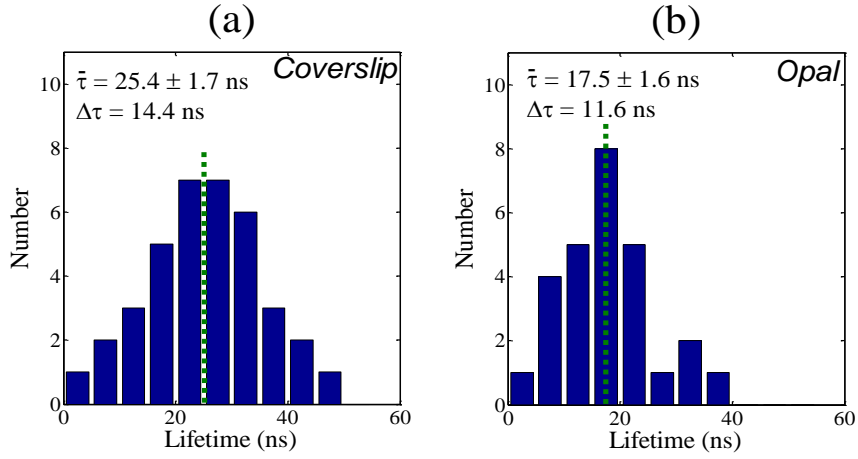 (a)
Coverslip
τ̄ = 25.4 ± 1.7 ns
Δτ = 14.4 ns
10
8
6
4
2
0
Number
0 20 40 60
Lifetime (ns)
(b)
Opal
τ̄ = 17.5 ± 1.6 ns
Δτ = 11.6 ns
10
8
6
4
2
0
Number
0 20 40 60
Lifetime (ns)